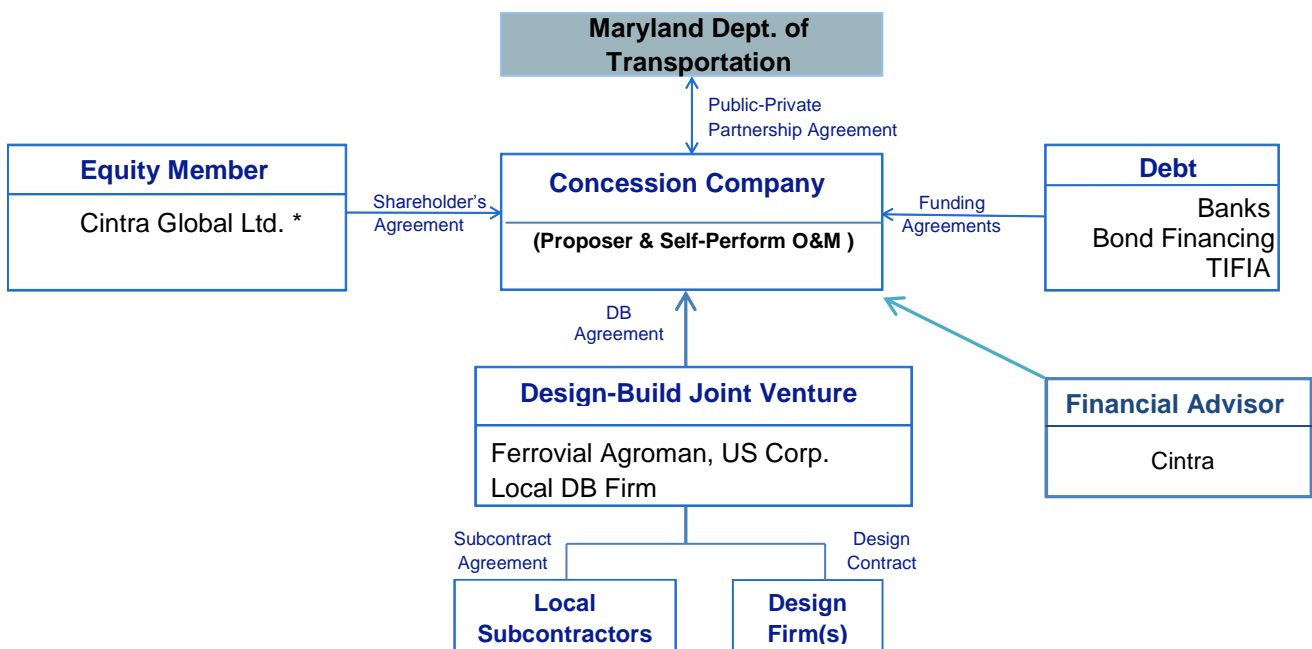 Maryland Dept. of
Transportation
Public-Private
Partnership Agreement
Equity Member
Cintra Global Ltd. *
Shareholder's
Agreement
Concession Company
(Proposer & Self-Perform O&M )
Funding
Agreements
Debt
Banks
Bond Financing
TIFIA
DB
Agreement
Design-Build Joint Venture
Ferrovial Agroman, US Corp.
Local DB Firm
Financial Advisor
Cintra
Subcontract
Agreement
Design
Contract
Local
Subcontractors
Design
Firm(s)